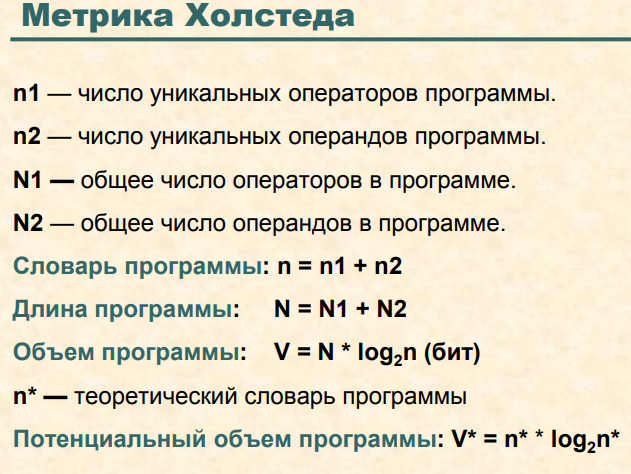 Метрика Холстеда
n1 — число уникальных операторов программы.
n2 — число уникальных операндов программы.
N1 — общее число операторов в программе.
N2 — общее число операндов в программе.
Словарь программы: n = n1 + n2
Длина программы: N = N1 + N2
Объем программы: V = N * log₂n (бит)
n* — теоретический словарь программы
Потенциальный объем программы: V* = n* * log₂n*